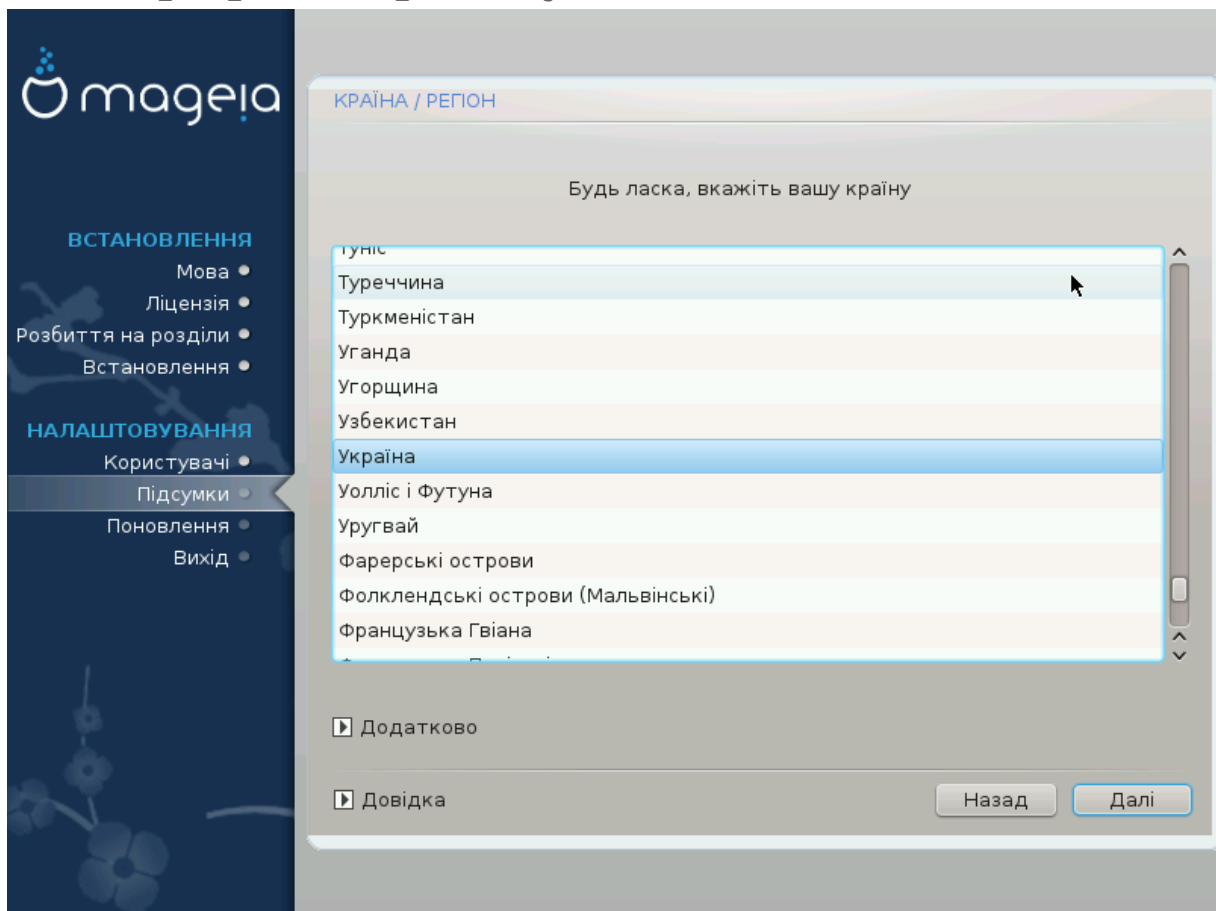 mageia
ВСТАНОВЛЕННЯ
Мова
Ліцензія
Розбиття на розділи
Встановлення
НАЛАШТОВУВАННЯ
Користувачі
Підсумки
Поновлення
Вихід
КРАЇНА / РЕГІОН
Будь ласка, вкажіть вашу країну
Туніс
Туреччина
Туркменістан
Уганда
Угорщина
Узбекистан
Україна
Уолліс і Футуна
Уругвай
Фарерські острови
Фолклендські острови (Мальвінські)
Французька Гвіана
Додатково
Довідка
Назад
Далі